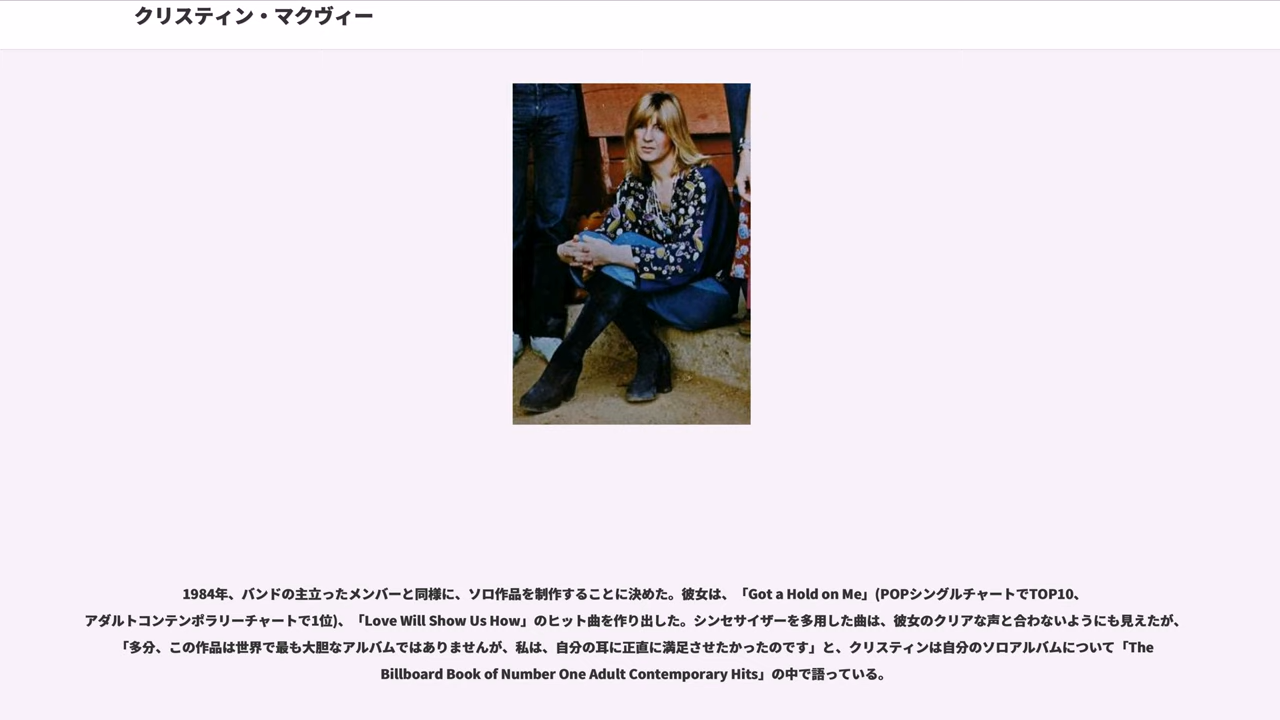 クリスティン・マクヴィー
1984年、バンドの主立ったメンバーと同様に、ソロ作品を制作することに決めた。彼女は、「Got a Hold on Me」(POPシングルチャートでTOP10、
アダルトコンテンポラリーチャートで1位)、「Love Will Show Us How」のヒット曲を作り出した。シンセサイザーを多用した曲は、彼女のクリアな声と合わないようにも見えたが、
「多分、この作品は世界で最も大胆なアルバムではありませんが、私は、自分の耳に正直に満足させたかったのです」と、クリスティンは自分のソロアルバムについて「The
Billboard Book of Number One Adult Contemporary Hits」の中で語っている。